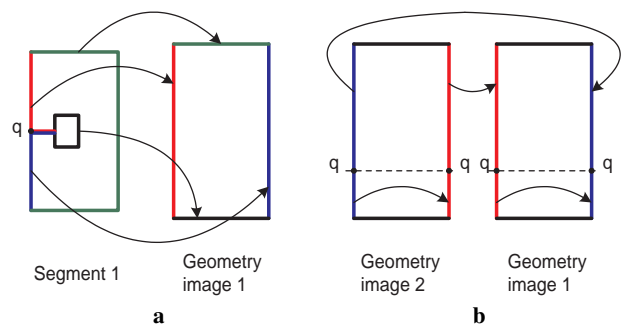 q
q
q q
q
Segment 1
Geometry
image 1
Geometry
image 2
Geometry
image 1
a
b